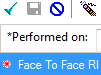 *Performed on:
Face To Face RI